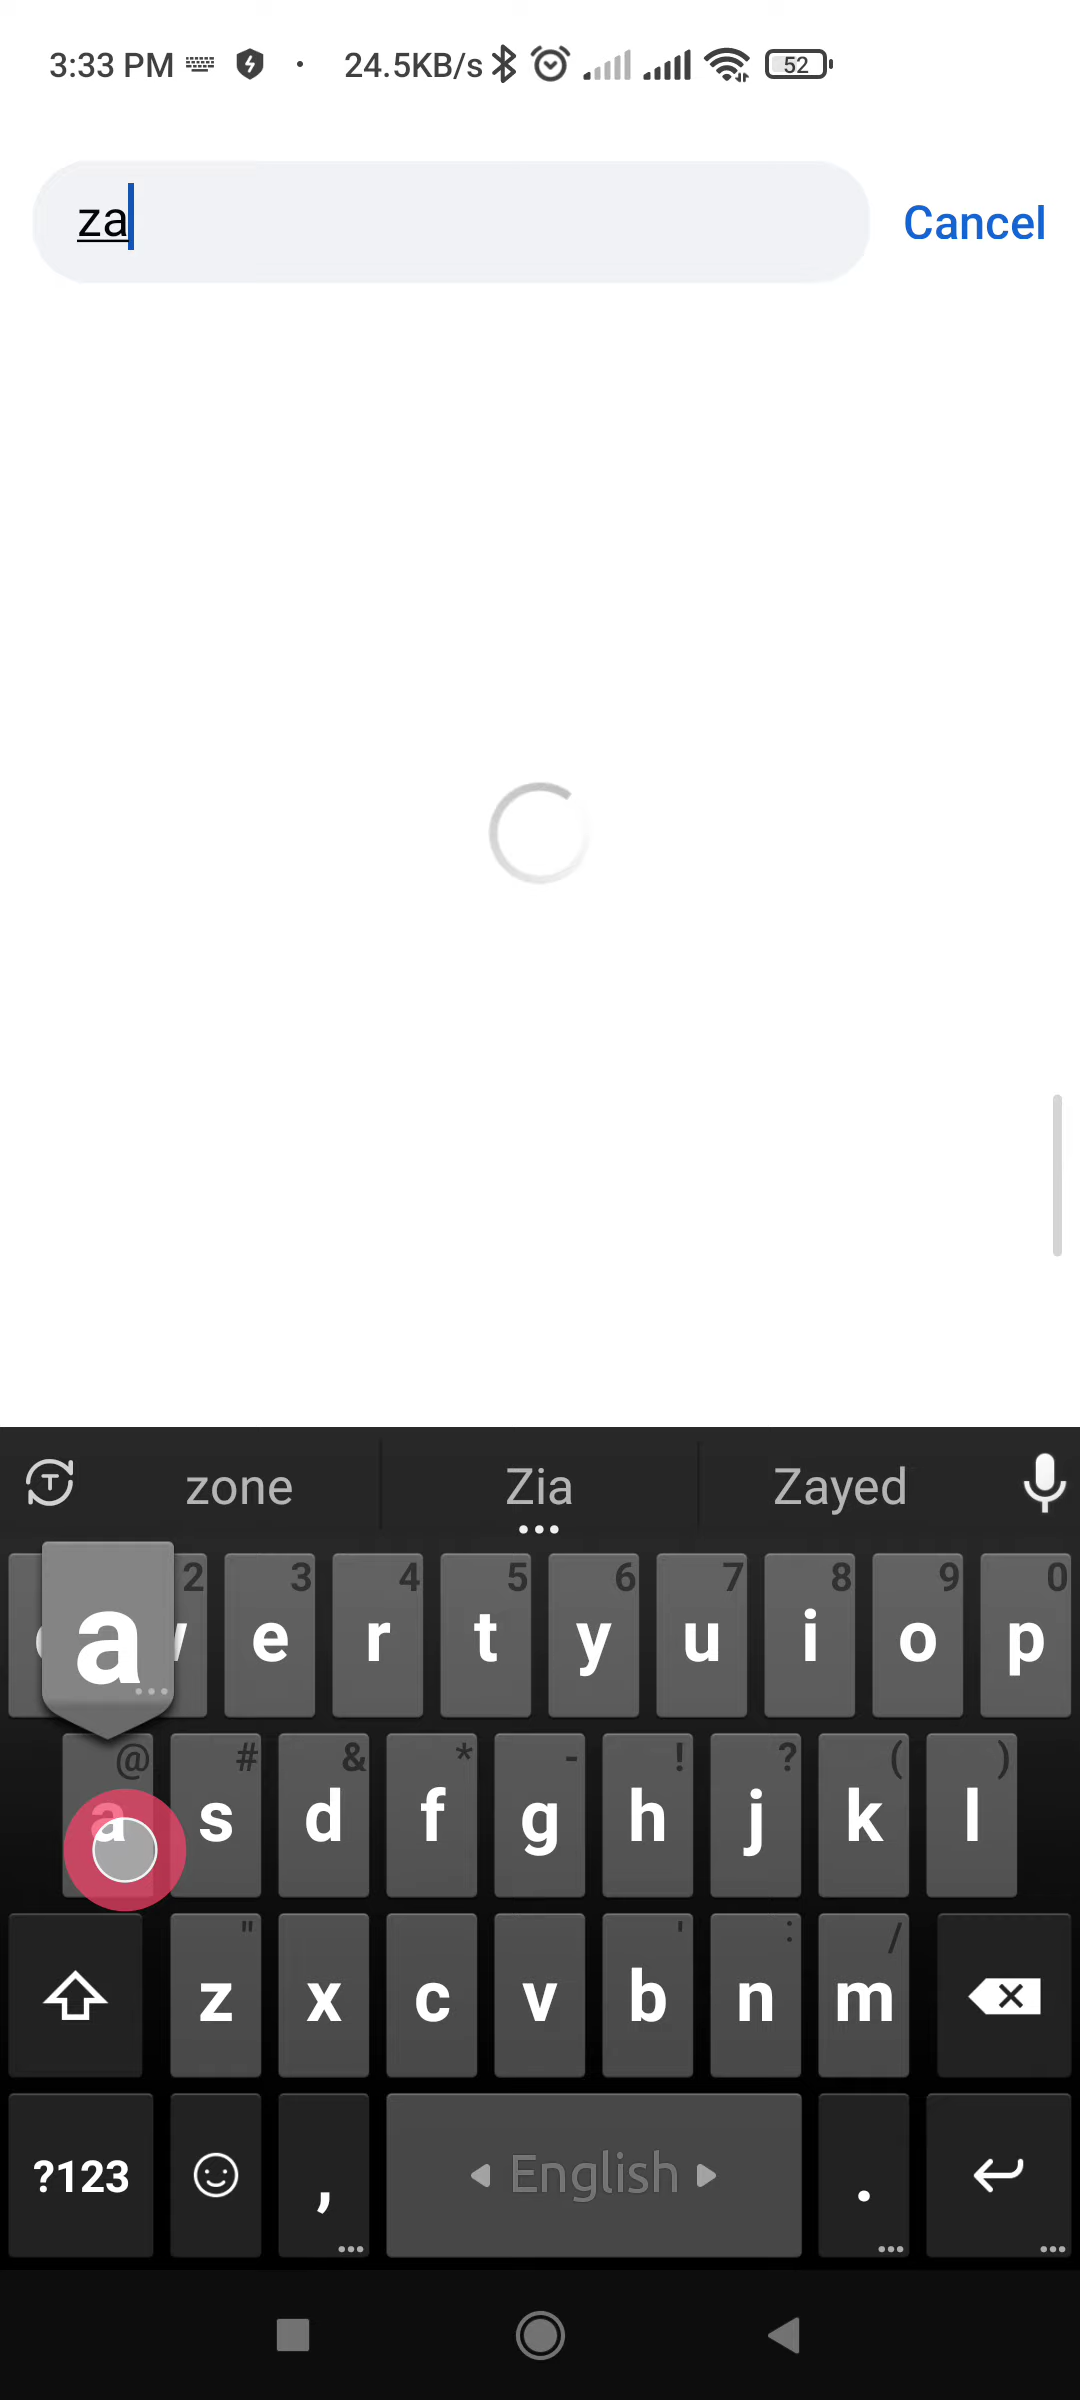 3:33 PM 24.5KB/s 52
za Cancel
zone Zia Zayed
a 2 3 4 5 6 7 8 9 0
e r t y u i o p
@ # & * - ! ? ( )
a s d f g h j k l
" ' : /
z x c v b n m
?123 , English .